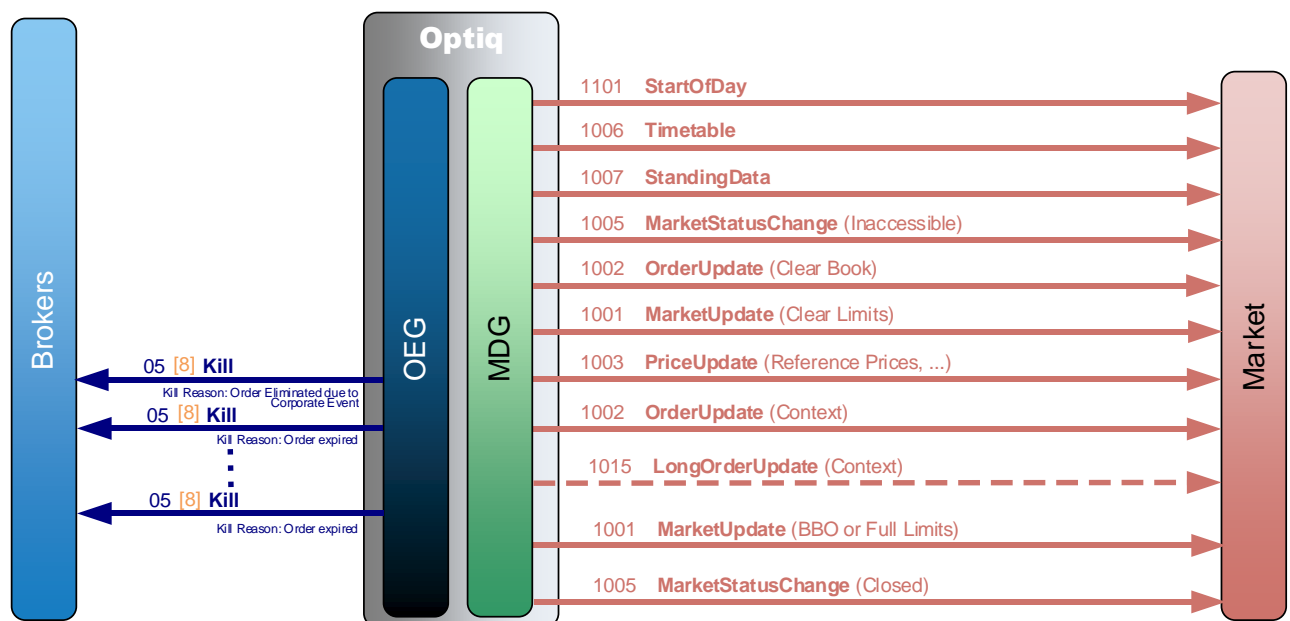 Optiq
Brokers
OEG
MDG
Market
1101 StartOfDay
1006 Timetable
1007 StandingData
1005 MarketStatusChange (Inaccessible)
1002 OrderUpdate (Clear Book)
1001 MarketUpdate (Clear Limits)
05 [8] Kill
Kill Reason: Order Eliminated due to
Corporate Event
1003 PriceUpdate (Reference Prices, ...)
05 [8] Kill
Kill Reason: Order expired
1002 OrderUpdate (Context)
1015 LongOrderUpdate (Context)
05 [8] Kill
Kill Reason: Order expired
1001 MarketUpdate (BBO or Full Limits)
1005 MarketStatusChange (Closed)